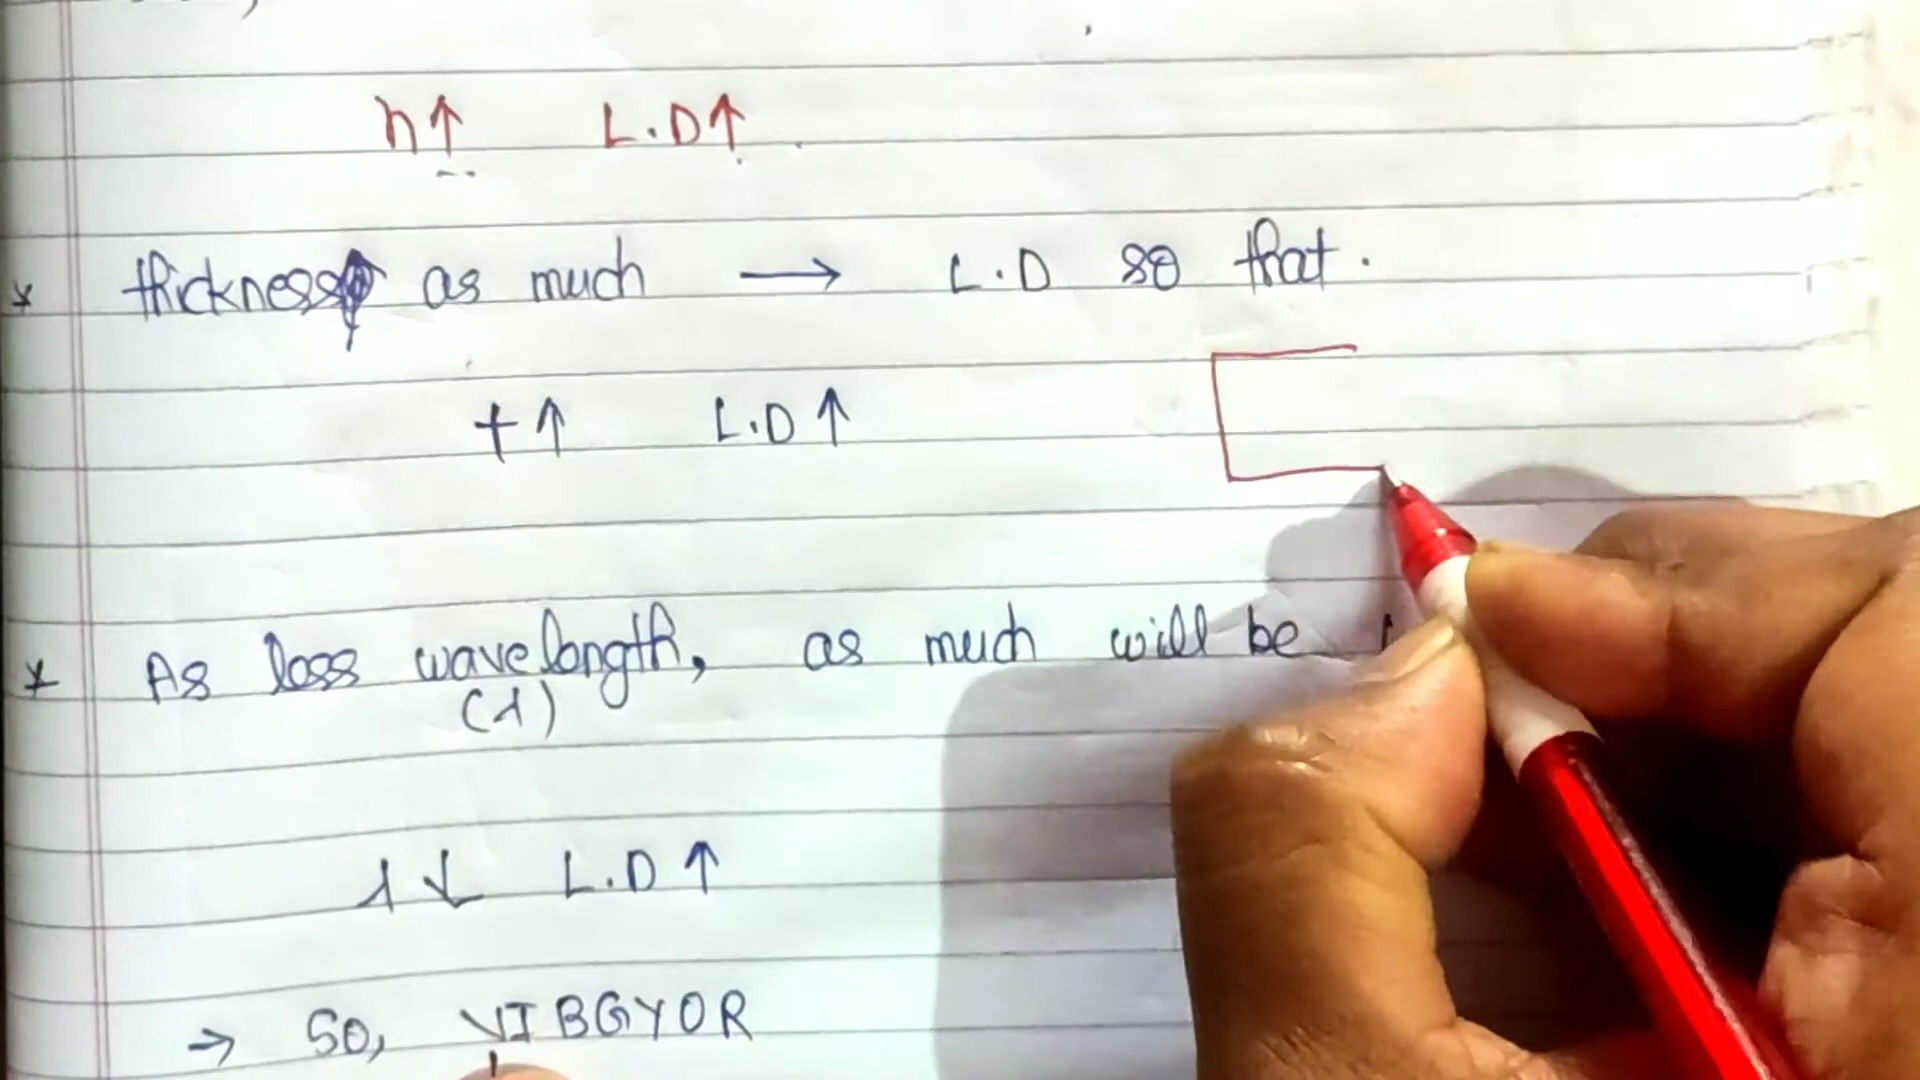 n↑ L.D↑
* thickness as much → L.D so that.
t↑ L.D↑
* As less wavelength, as much will be
(λ)
λ↓ L.D↑
→ So, VIBGYOR